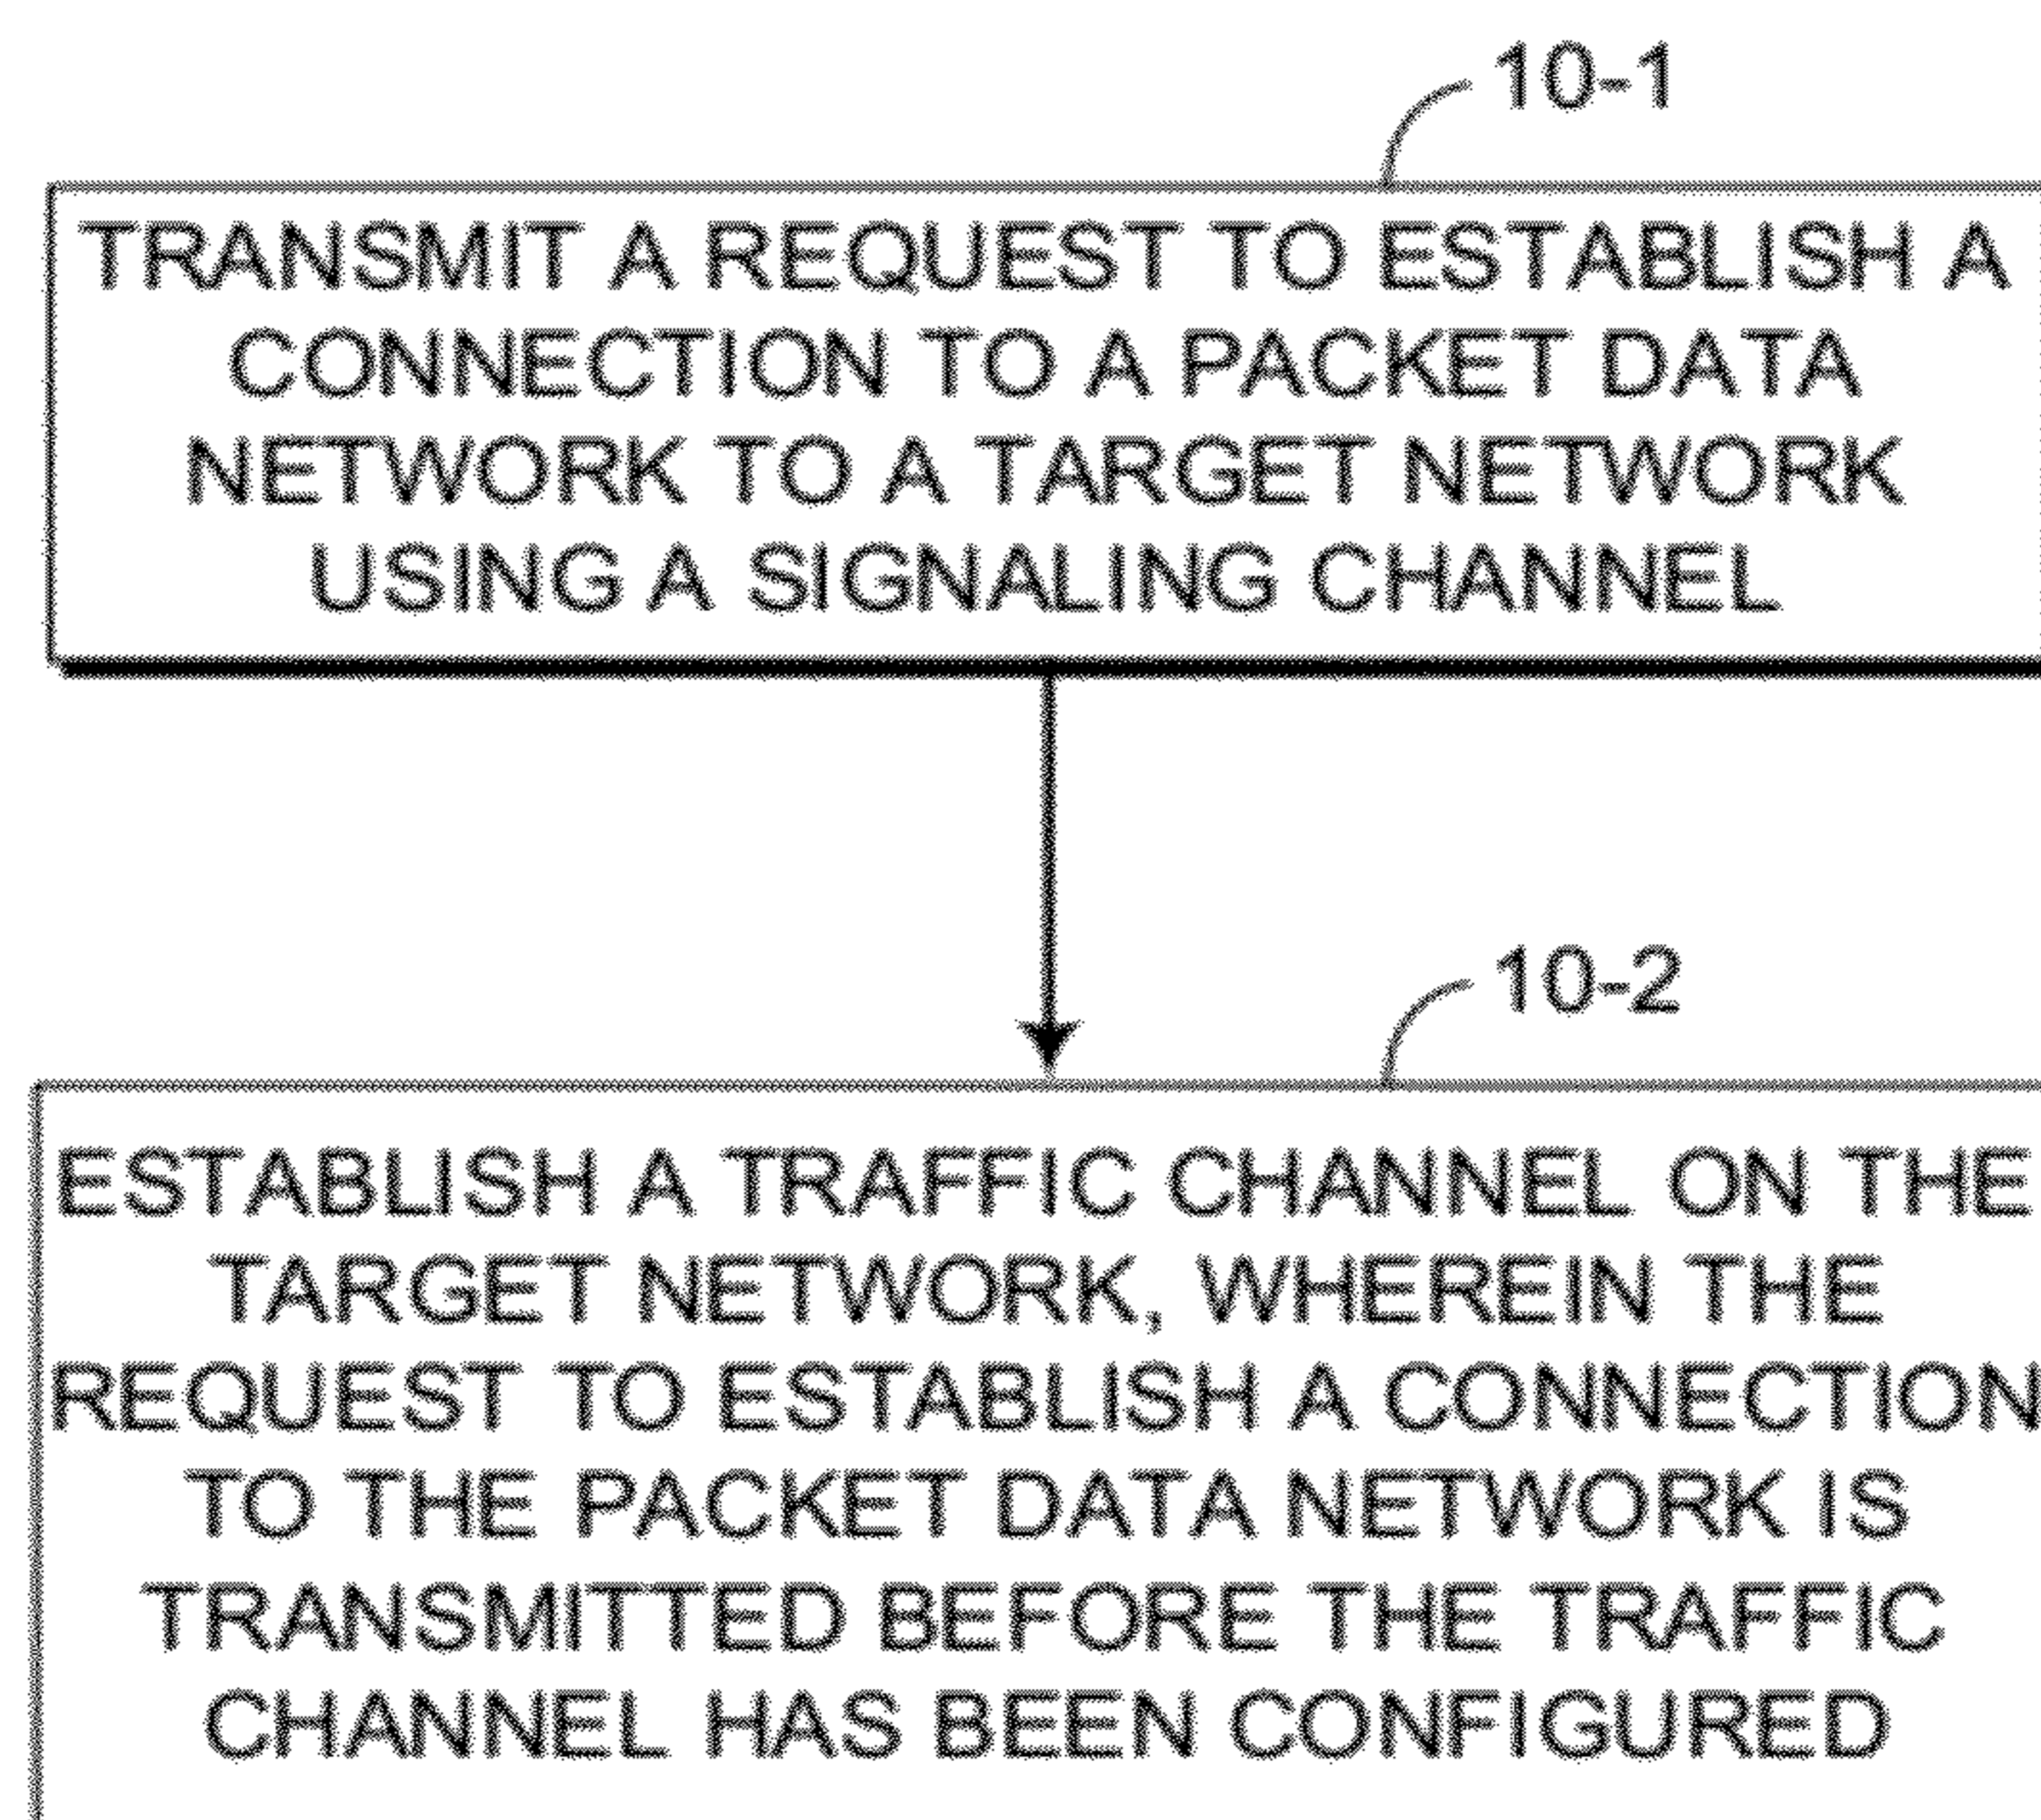 10-1
TRANSMIT A REQUEST TO ESTABLISH A
CONNECTION TO A PACKET DATA
NETWORK TO A TARGET NETWORK
USING A SIGNALING CHANNEL
10-2
ESTABLISH A TRAFFIC CHANNEL ON THE
TARGET NETWORK, WHEREIN THE
REQUEST TO ESTABLISH A CONNECTION
TO THE PACKET DATA NETWORK IS
TRANSMITTED BEFORE THE TRAFFIC
CHANNEL HAS BEEN CONFIGURED